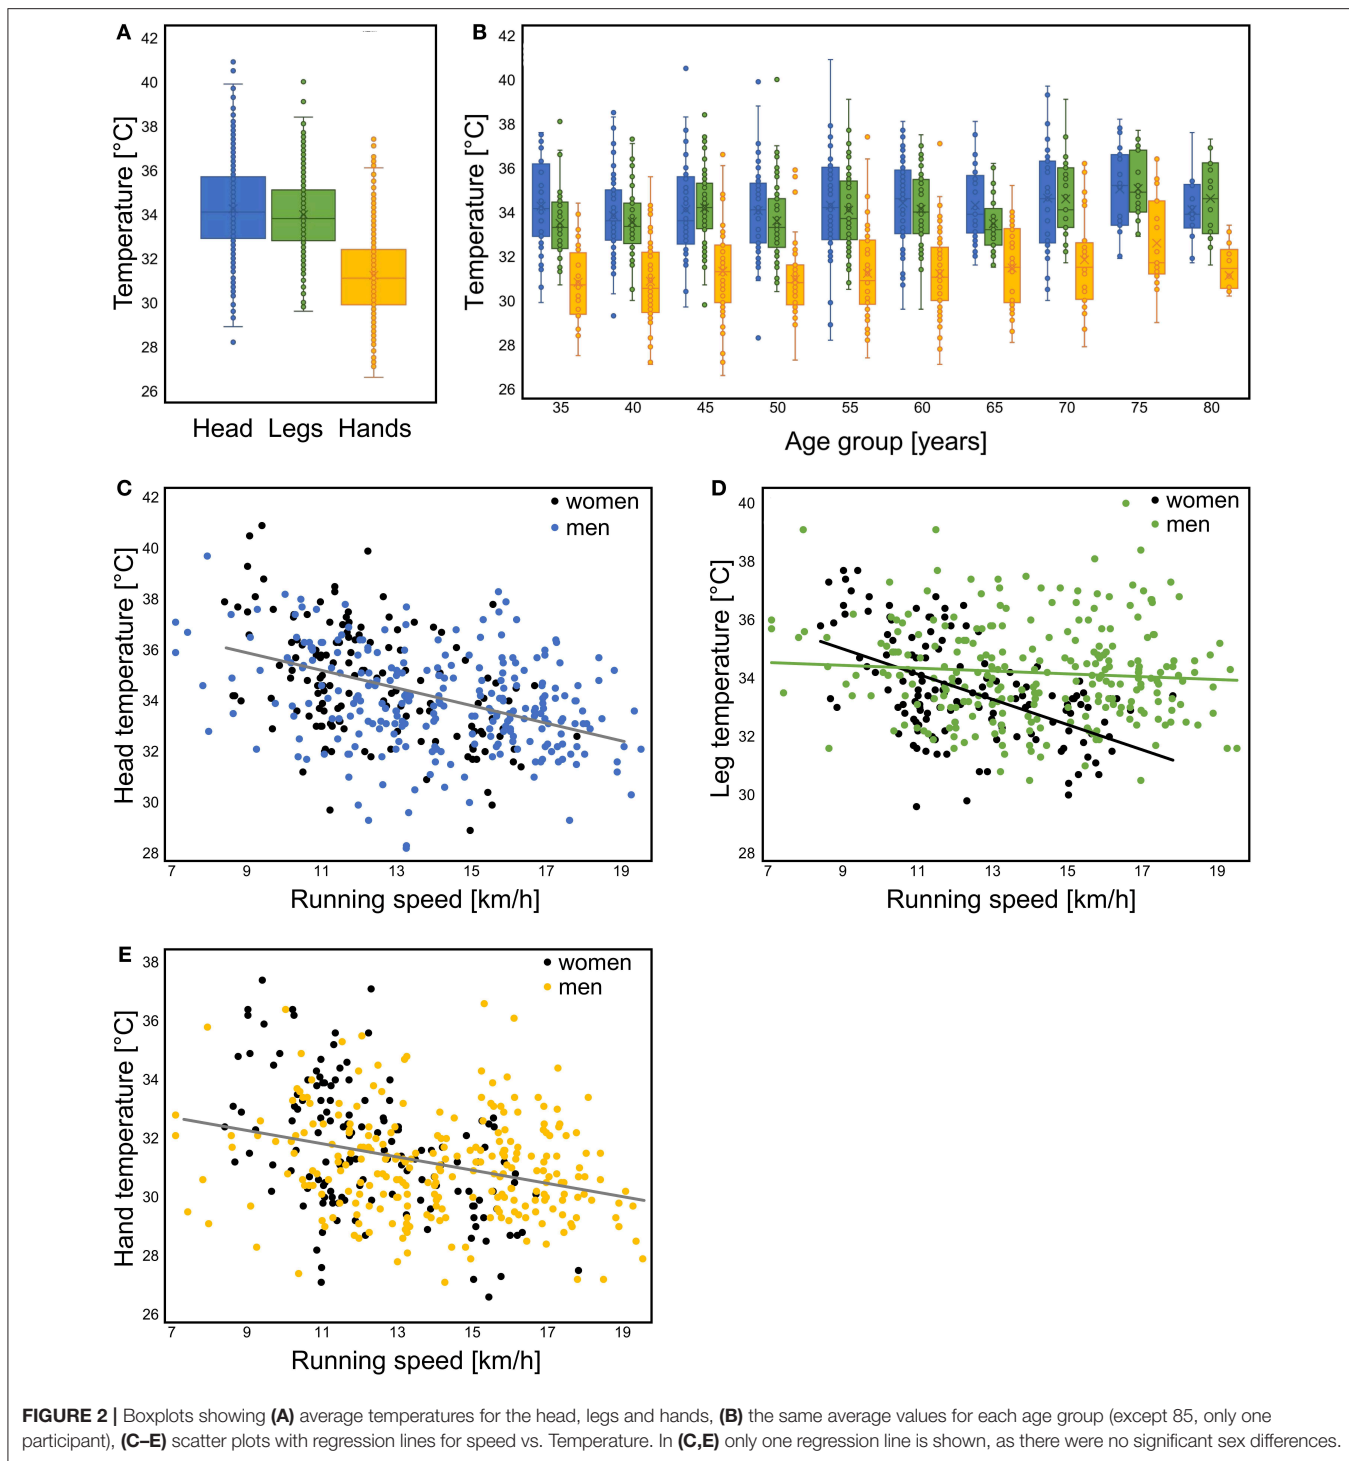 A
42
40
38
36
34
32
30
28
26
Temperature [°C]
Head Legs Hands
B
42
40
38
36
34
32
30
28
26
Temperature [°C]
35 40 45 50 55 60 65 70 75 80
Age group [years]
C
women
men
42
40
38
36
34
32
30
28
Head temperature [°C]
7 9 11 13 15 17 19
Running speed [km/h]
D
women
men
40
38
36
34
32
30
28
Leg temperature [°C]
7 9 11 13 15 17 19
Running speed [km/h]
E
women
men
38
36
34
32
30
28
26
Hand temperature [°C]
7 9 11 13 15 17 19
Running speed [km/h]
FIGURE 2 | Boxplots showing (A) average temperatures for the head, legs and hands, (B) the same average values for each age group (except 85, only one
participant), (C–E) scatter plots with regression lines for speed vs. Temperature. In (C,E) only one regression line is shown, as there were no significant sex differences.